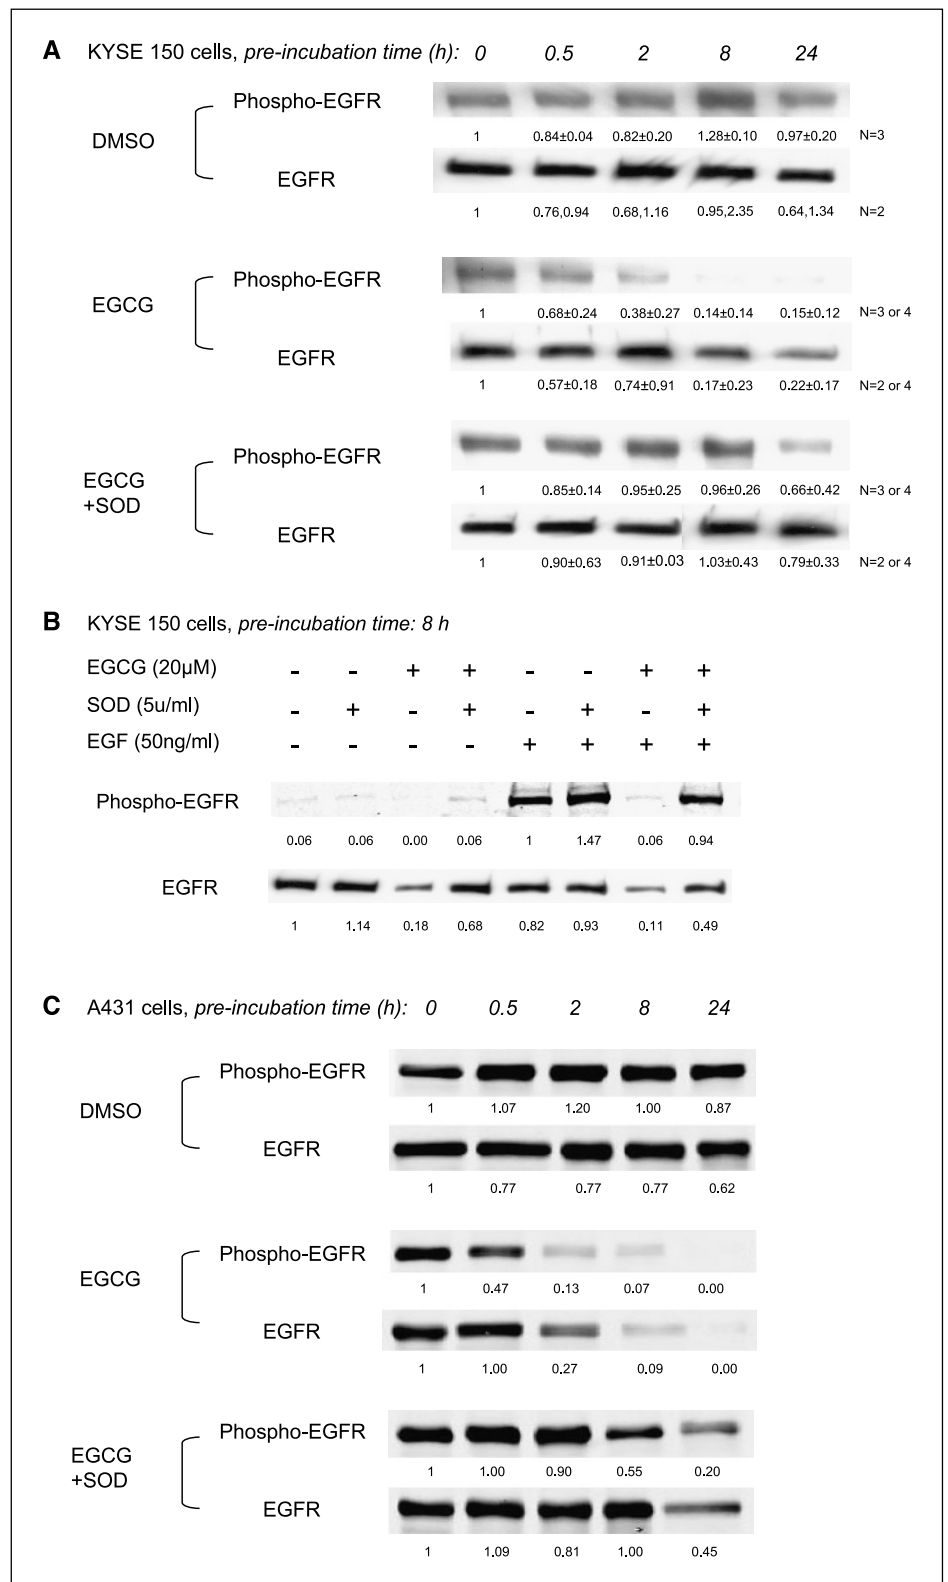 A KYSE 150 cells, pre-incubation time (h): 0 0.5 2 8 24
Phospho-EGFR
1 0.84±0.04 0.82±0.20 1.28±0.10 0.97±0.20 N=3
DMSO
EGFR
1 0.76,0.94 0.68,1.16 0.95,2.35 0.64,1.34 N=2
Phospho-EGFR
EGCG
1 0.68±0.24 0.38±0.27 0.14±0.14 0.15±0.12 N=3 or 4
EGFR
1 0.57±0.18 0.74±0.91 0.17±0.23 0.22±0.17 N=2 or 4
Phospho-EGFR
EGCG
+SOD
1 0.85±0.14 0.95±0.25 0.96±0.26 0.66±0.42 N=3 or 4
EGFR
1 0.90±0.63 0.91±0.03 1.03±0.43 0.79±0.33 N=2 or 4
B KYSE 150 cells, pre-incubation time: 8 h
EGCG (20µM) - - + + - - + +
SOD (5u/ml) - + - + - + - +
EGF (50ng/ml) - - - - + + + +
Phospho-EGFR
0.06 0.06 0.00 0.06 1 1.47 0.06 0.94
EGFR
1 1.14 0.18 0.68 0.82 0.93 0.11 0.49
C A431 cells, pre-incubation time (h): 0 0.5 2 8 24
Phospho-EGFR
1 1.07 1.20 1.00 0.87
DMSO
EGFR
1 0.77 0.77 0.77 0.62
Phospho-EGFR
EGCG
1 0.47 0.13 0.07 0.00
EGFR
1 1.00 0.27 0.09 0.00
Phospho-EGFR
EGCG
+SOD
1 1.00 0.90 0.55 0.20
EGFR
1 1.09 0.81 1.00 0.45